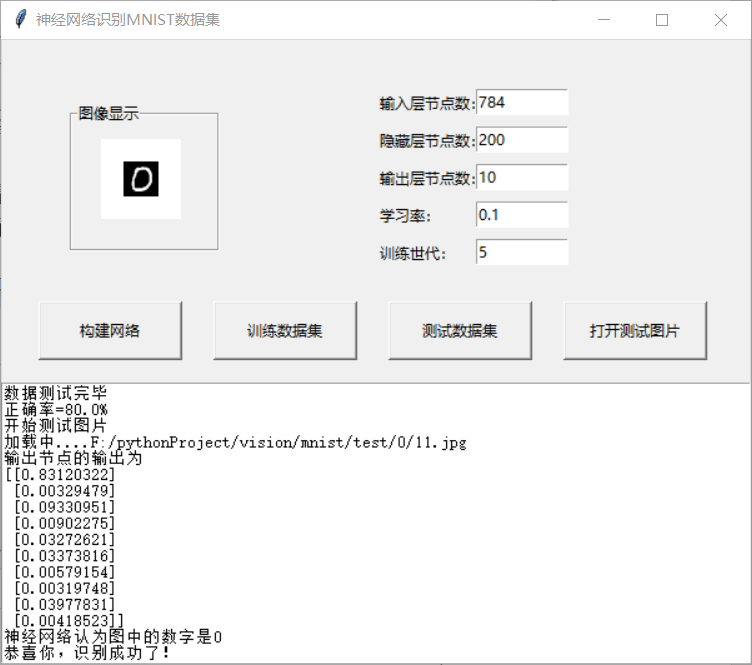 神经网络识别MNIST数据集
图像显示
0
输入层节点数:784
隐藏层节点数:200
输出层节点数:10
学习率: 0.1
训练世代: 5
构建网络 训练数据集 测试数据集 打开测试图片
数据测试完毕
正确率=80.0%
开始测试图片
加载中....F:/pythonProject/vision/mnist/test/0/11.jpg
输出节点的输出为
[[0.83120322]
[0.00329479]
[0.09330951]
[0.00902275]
[0.03272621]
[0.03373816]
[0.00579154]
[0.00319748]
[0.03977831]
[0.00418523]]
神经网络认为图中的数字是0
恭喜你，识别成功了!